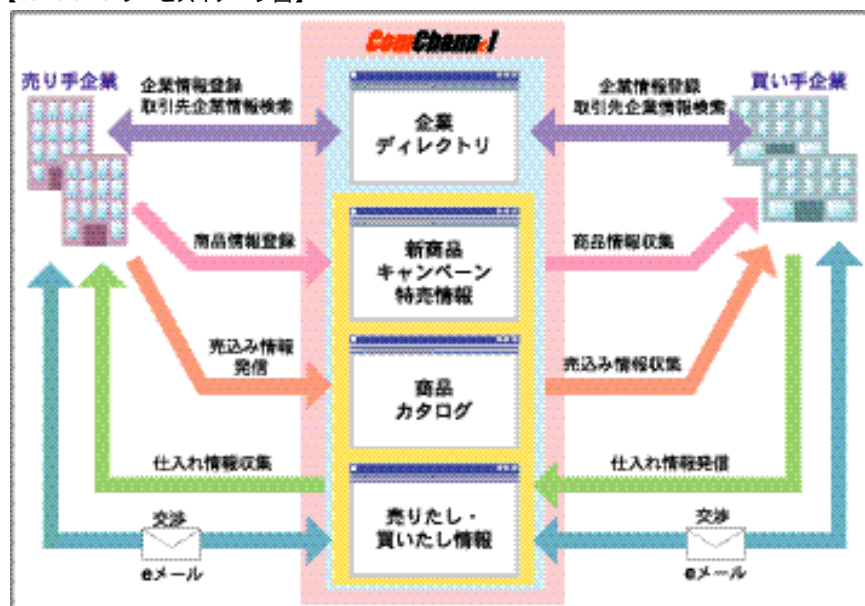 ComChannel
売り手企業
企業情報登録
取引先企業情報検索
企業
ディレクトリ
企業情報登録
取引先企業情報検索
買い手企業
商品情報登録
新商品
キャンペーン
特売情報
商品情報収集
売込み情報
発信
商品
カタログ
売込み情報収集
仕入れ情報収集
売りたし・
買いたし情報
仕入れ情報発信
交渉
eメール
交渉
eメール